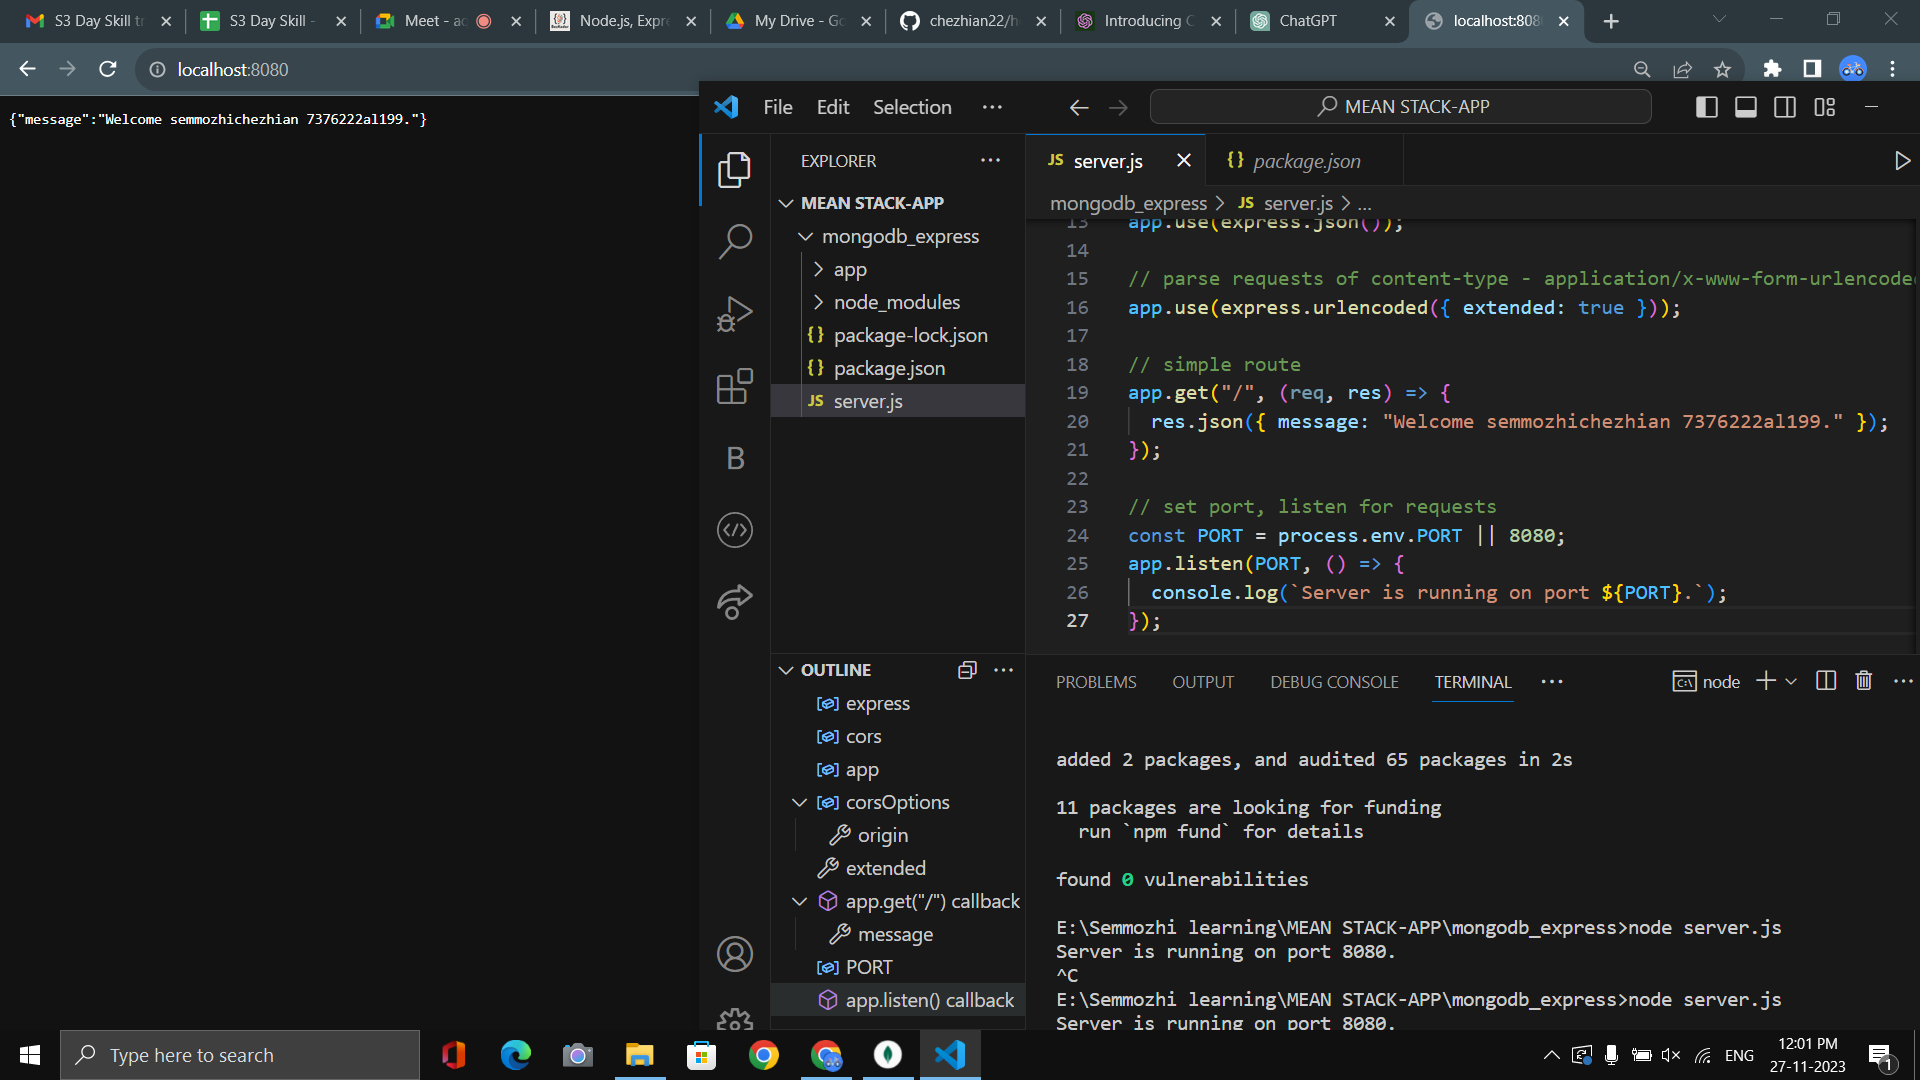 S3 Day Skill tr
S3 Day Skill -
Meet - ac
Node.js, Expre
My Drive - Go
chezhian22/h
Introducing C
ChatGPT
localhost:808
localhost:8080
{"message":"Welcome semmozhichezhian 7376222al199."}
File Edit Selection ···
MEAN STACK-APP
EXPLORER
MEAN STACK-APP
mongodb_express
app
node_modules
package-lock.json
package.json
JS server.js
JS server.js
{} package.json
mongodb_express > JS server.js > ...
13 app.use(express.json());
14
15 // parse requests of content-type - application/x-www-form-urlencode
16 app.use(express.urlencoded({ extended: true }));
17
18 // simple route
19 app.get("/", (req, res) => {
20 res.json({ message: "Welcome semmozhichezhian 7376222al199." });
21 });
22
23 // set port, listen for requests
24 const PORT = process.env.PORT || 8080;
25 app.listen(PORT, () => {
26 console.log(`Server is running on port ${PORT}.`);
27 });
OUTLINE
express
cors
app
corsOptions
origin
extended
app.get("/") callback
message
PORT
app.listen() callback
PROBLEMS OUTPUT DEBUG CONSOLE TERMINAL ··· node
added 2 packages, and audited 65 packages in 2s
11 packages are looking for funding
run `npm fund` for details
found 0 vulnerabilities
E:\Semmozhi learning\MEAN STACK-APP\mongodb_express>node server.js
Server is running on port 8080.
^C
E:\Semmozhi learning\MEAN STACK-APP\mongodb_express>node server.js
Server is running on port 8080.
Type here to search
ENG
12:01 PM
27-11-2023
1